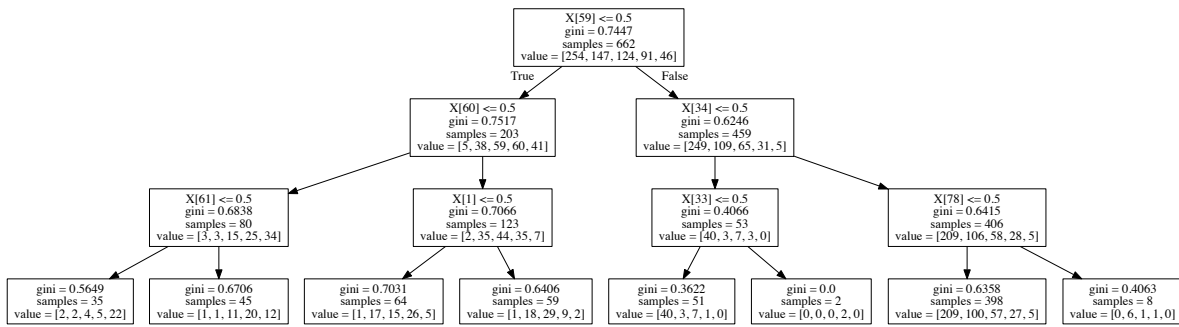 X[59] <= 0.5
gini = 0.7447
samples = 662
value = [254, 147, 124, 91, 46]
True
False
X[60] <= 0.5
gini = 0.7517
samples = 203
value = [5, 38, 59, 60, 41]
X[34] <= 0.5
gini = 0.6246
samples = 459
value = [249, 109, 65, 31, 5]
X[61] <= 0.5
gini = 0.6838
samples = 80
value = [3, 3, 15, 25, 34]
X[1] <= 0.5
gini = 0.7066
samples = 123
value = [2, 35, 44, 35, 7]
X[33] <= 0.5
gini = 0.4066
samples = 53
value = [40, 3, 7, 3, 0]
X[78] <= 0.5
gini = 0.6415
samples = 406
value = [209, 106, 58, 28, 5]
gini = 0.5649
samples = 35
value = [2, 2, 4, 5, 22]
gini = 0.6706
samples = 45
value = [1, 1, 11, 20, 12]
gini = 0.7031
samples = 64
value = [1, 17, 15, 26, 5]
gini = 0.6406
samples = 59
value = [1, 18, 29, 9, 2]
gini = 0.3622
samples = 51
value = [40, 3, 7, 1, 0]
gini = 0.0
samples = 2
value = [0, 0, 0, 2, 0]
gini = 0.6358
samples = 398
value = [209, 100, 57, 27, 5]
gini = 0.4063
samples = 8
value = [0, 6, 1, 1, 0]